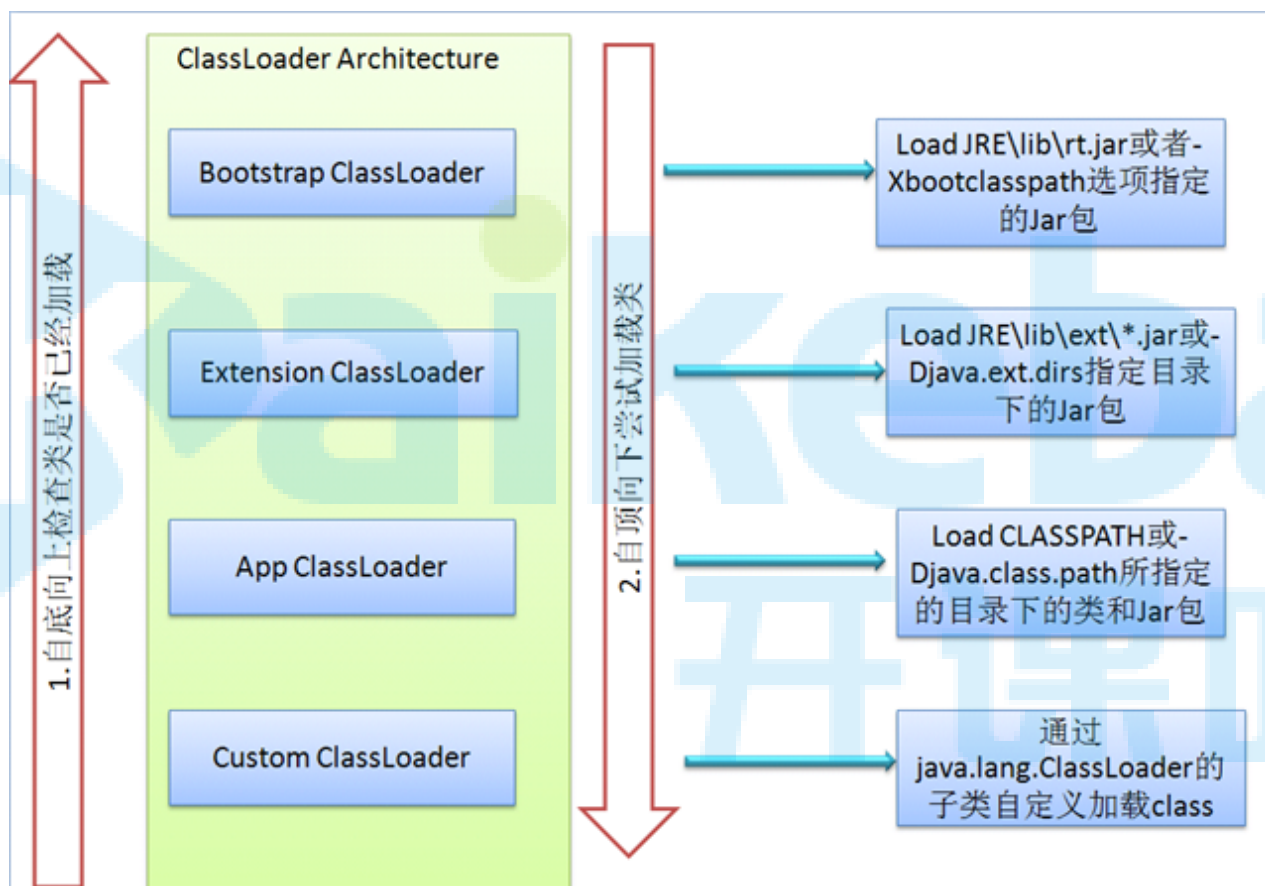 ClassLoader Architecture
1.自底向上检查类是否已经加载
Bootstrap ClassLoader
Extension ClassLoader
App ClassLoader
Custom ClassLoader
2.自顶向下尝试加载类
Load JRE\lib\rt.jar或者-
Xbootclasspath选项指定
的Jar包
Load JRE\lib\ext\*.jar或-
Djava.ext.dirs指定目录
下的Jar包
Load CLASSPATH或-
Djava.class.path所指定
的目录下的类和Jar包
通过
java.lang.ClassLoader的
子类自定义加载class
aikeba
开课吧